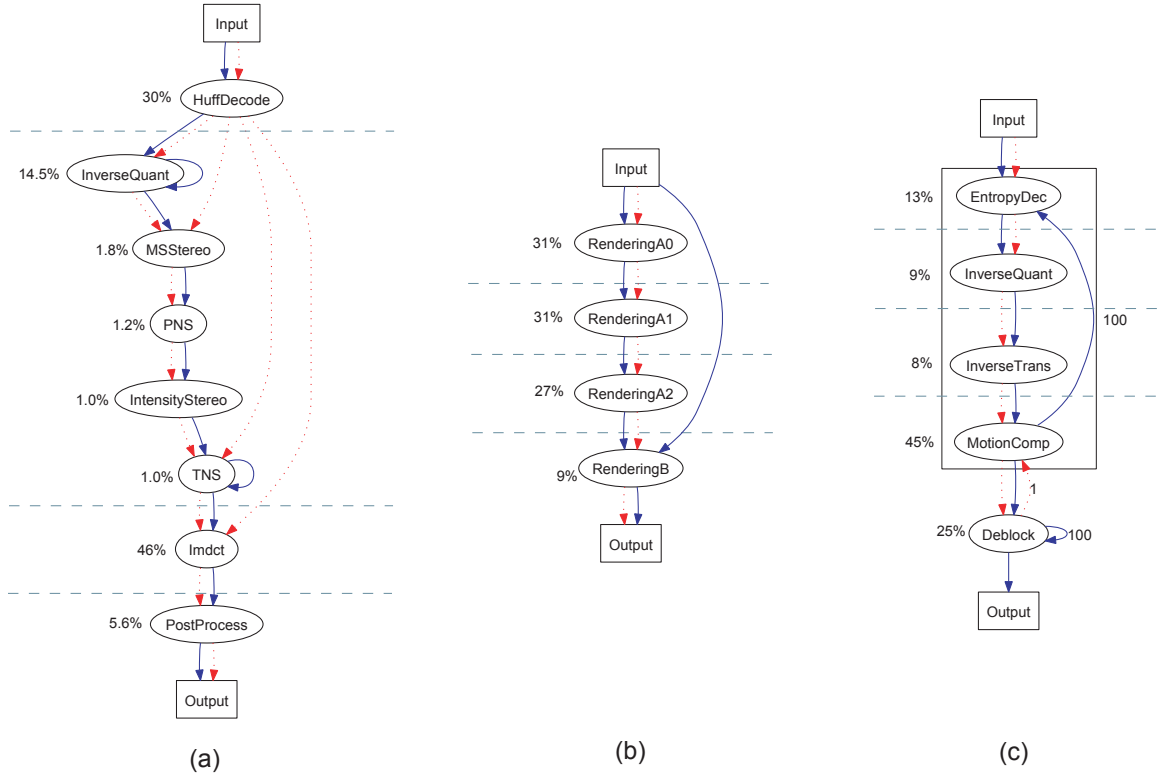 Input
30%
HuffDecode
14.5%
InverseQuant
1.8%
MSStereo
1.2%
PNS
1.0%
IntensityStereo
1.0%
TNS
46%
Imdct
5.6%
PostProcess
Output
(a)
Input
31%
RenderingA0
31%
RenderingA1
27%
RenderingA2
9%
RenderingB
Output
(b)
Input
13%
EntropyDec
9%
InverseQuant
100
8%
InverseTrans
45%
MotionComp
1
25%
Deblock
100
Output
(c)